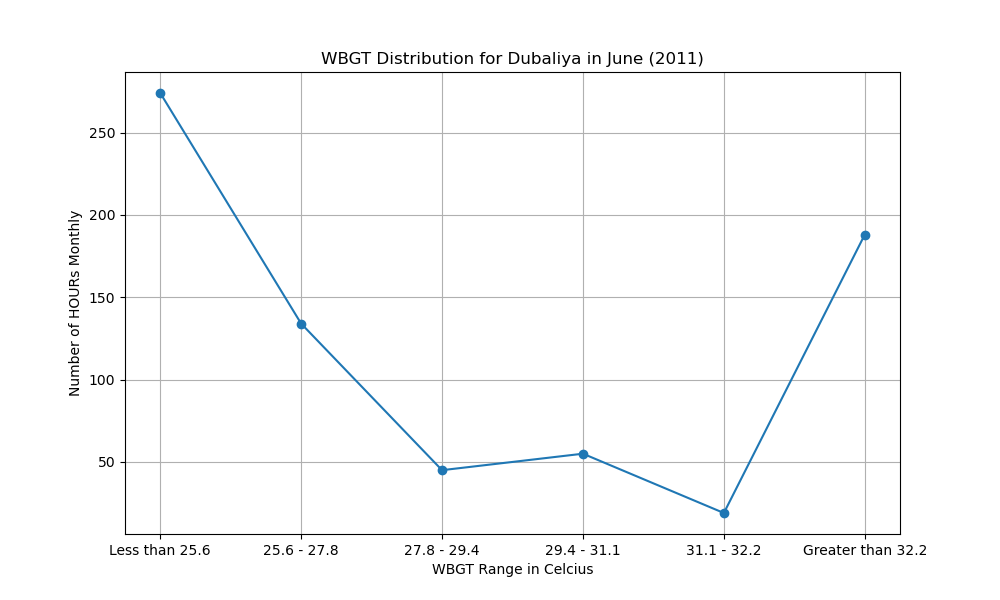 WBGT Distribution for Dubaliya in June (2011)
Number of HOURs Monthly
250
200
150
100
50
Less than 25.6
25.6 - 27.8
27.8 - 29.4
29.4 - 31.1
31.1 - 32.2
Greater than 32.2
WBGT Range in Celcius